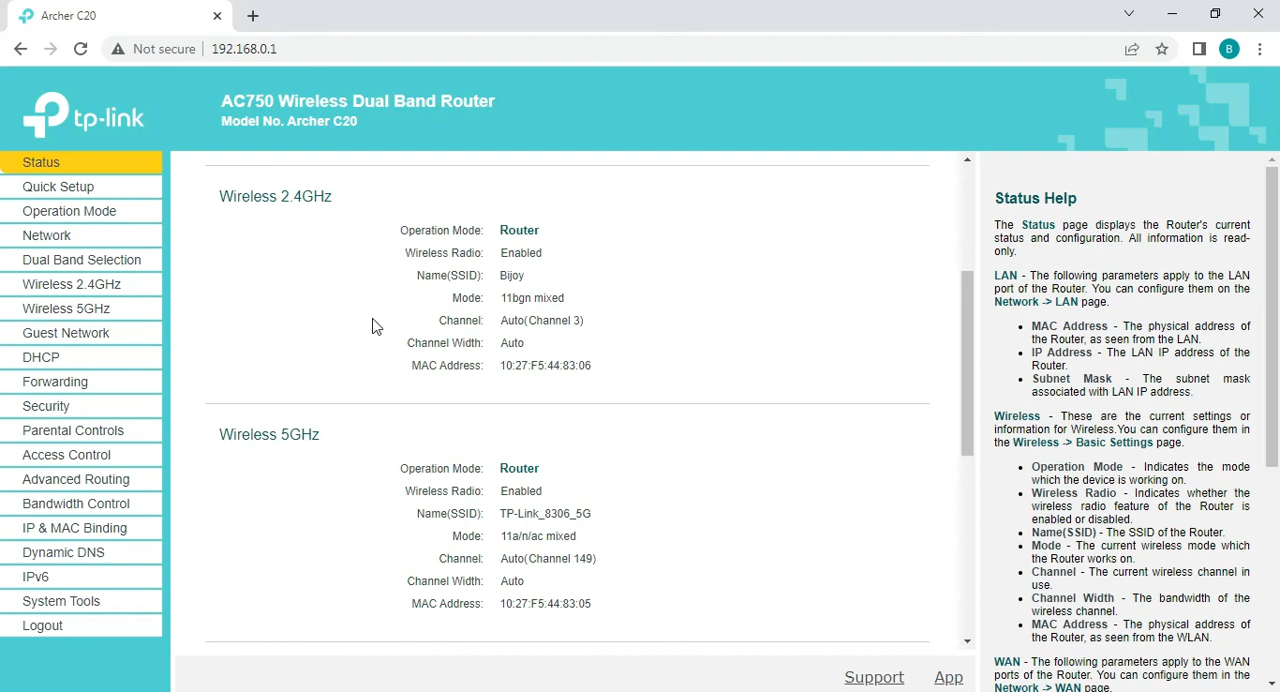 Archer C20
Not secure
192.168.0.1
B
tp-link
AC750 Wireless Dual Band Router
Model No. Archer C20
Status
Quick Setup
Operation Mode
Network
Dual Band Selection
Wireless 2.4GHz
Wireless 5GHz
Guest Network
DHCP
Forwarding
Security
Parental Controls
Access Control
Advanced Routing
Bandwidth Control
IP & MAC Binding
Dynamic DNS
IPv6
System Tools
Logout
Wireless 2.4GHz
Operation Mode: Router
Wireless Radio: Enabled
Name(SSID): Bijoy
Mode: 11bgn mixed
Channel: Auto(Channel 3)
Channel Width: Auto
MAC Address: 10:27:F5:44:83:06
Wireless 5GHz
Operation Mode: Router
Wireless Radio: Enabled
Name(SSID): TP-Link_8306_5G
Mode: 11a/n/ac mixed
Channel: Auto(Channel 149)
Channel Width: Auto
MAC Address: 10:27:F5:44:83:05
Support App
Status Help
The Status page displays the Router's current
status and configuration. All information is read-
only.
LAN - The following parameters apply to the LAN
port of the Router. You can configure them on the
Network -> LAN page.
• MAC Address - The physical address of
the Router, as seen from the LAN.
• IP Address - The LAN IP address of the
Router.
• Subnet Mask - The subnet mask
associated with LAN IP address.
Wireless - These are the current settings or
information for Wireless.You can configure them in
the Wireless -> Basic Settings page.
• Operation Mode - Indicates the mode
which the device is working on.
• Wireless Radio - Indicates whether the
wireless radio feature of the Router is
enabled or disabled.
• Name(SSID) - The SSID of the Router.
• Mode - The current wireless mode which
the Router works on.
• Channel - The current wireless channel in
use.
• Channel Width - The bandwidth of the
wireless channel.
• MAC Address - The physical address of
the Router, as seen from the WLAN.
WAN - The following parameters apply to the WAN
ports of the Router. You can configure them in the
Network -> WAN page.